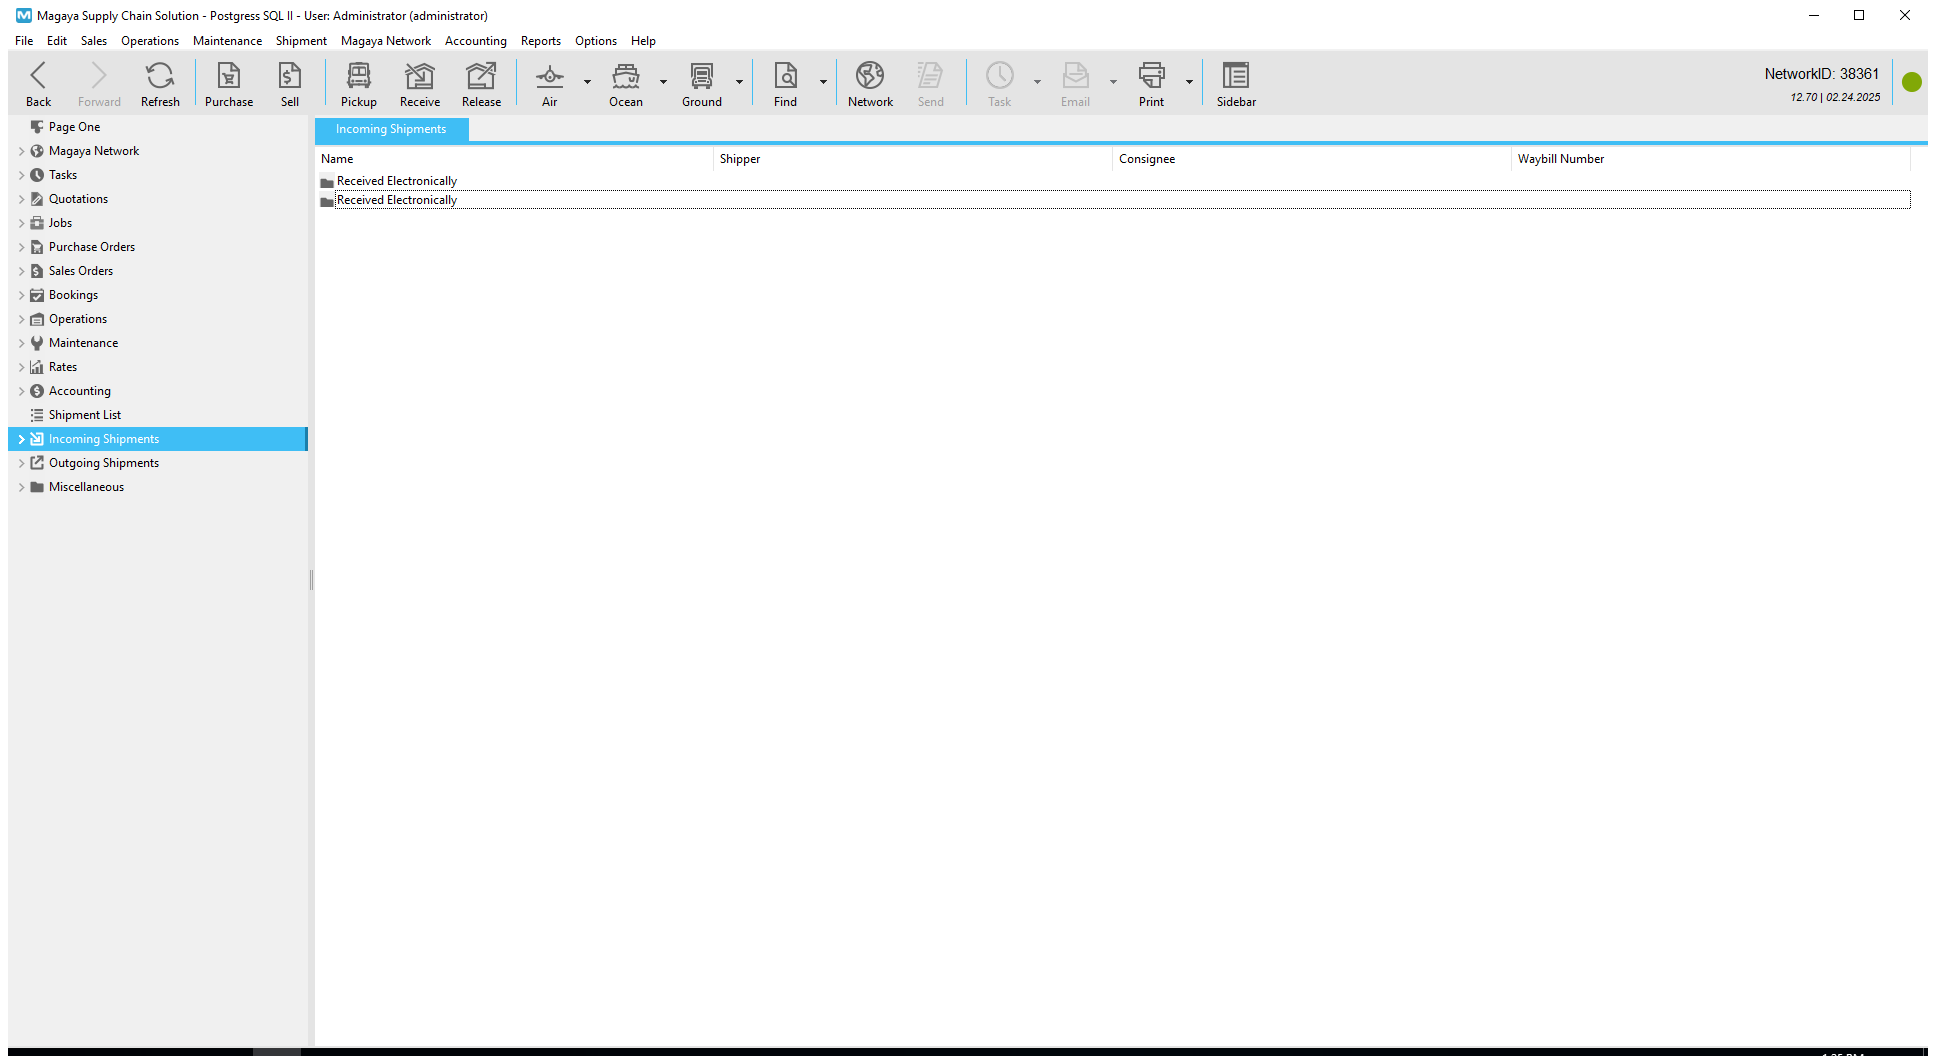 Magaya Supply Chain Solution - Postgress SQL II - User: Administrator (administrator)
File Edit Sales Operations Maintenance Shipment Magaya Network Accounting Reports Options Help
Back Forward Refresh Purchase Sell Pickup Receive Release Air Ocean Ground Find Network Send Task Email Print Sidebar
NetworkID: 38361
12.70 | 02.24.2025
Page One
Magaya Network
Tasks
Quotations
Jobs
Purchase Orders
Sales Orders
Bookings
Operations
Maintenance
Rates
Accounting
Shipment List
Incoming Shipments
Outgoing Shipments
Miscellaneous
Incoming Shipments
Name Shipper Consignee Waybill Number
Received Electronically
Received Electronically